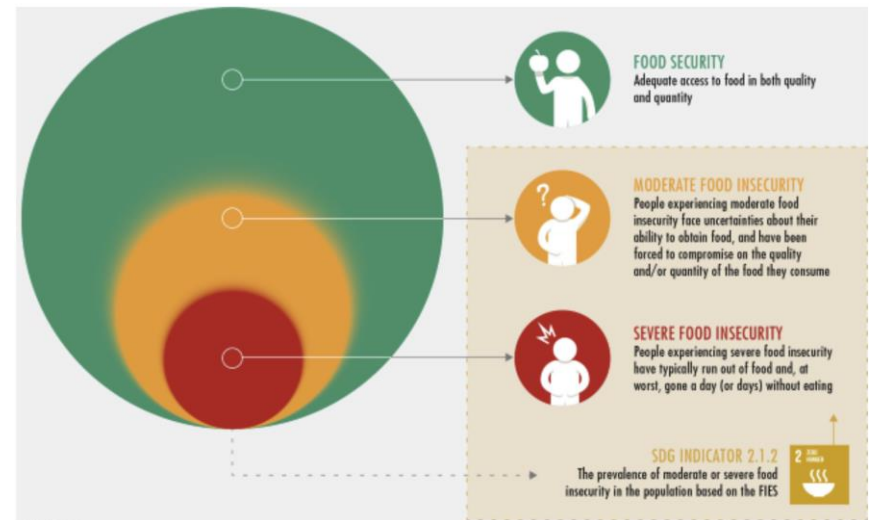 FOOD SECURITY
Adequate access to food in both quality
and quantity
?
MODERATE FOOD INSECURITY
People experiencing moderate food
insecurity face uncertainties about their
ability to obtain food, and have been
forced to compromise on the quality
and/or quantity of the food they consume
SEVERE FOOD INSECURITY
People experiencing severe food insecurity
have typically run out of food and, at
worst, gone a day (or days) without eating
SDG INDICATOR 2.1.2
The prevalence of moderate or severe food
insecurity in the population based on the FIES
2 ZERO
HUNGER